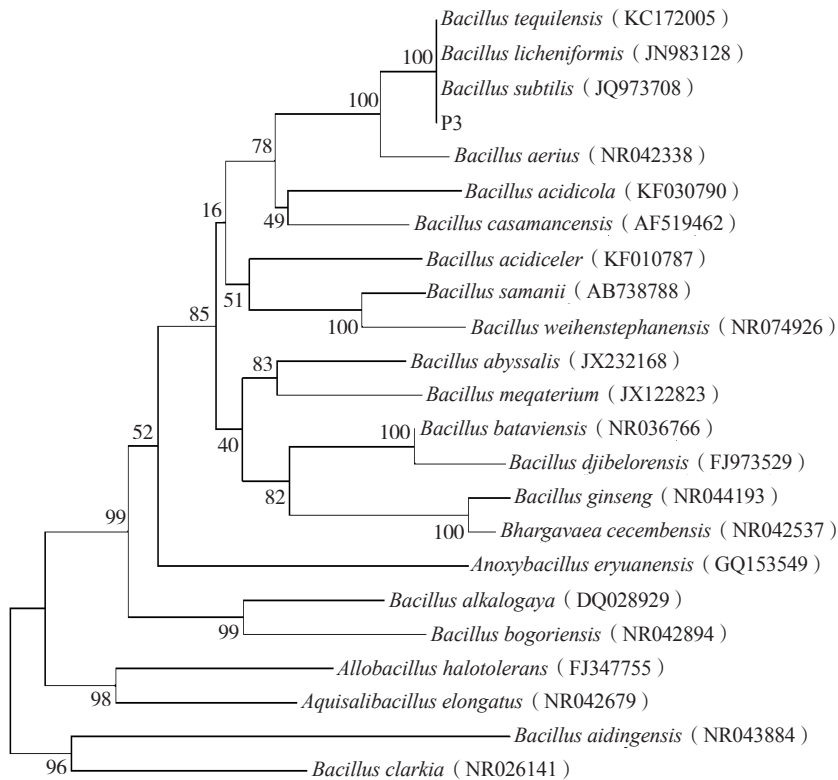 Bacillus tequilensis（KC172005）
Bacillus licheniformis（JN983128）
100
Bacillus subtilis（JQ973708）
100
P3
78
Bacillus aerius（NR042338）
Bacillus acidicola（KF030790）
16
49
Bacillus casamancensis（AF519462）
Bacillus acidiceler（KF010787）
51
Bacillus samanii（AB738788）
85
100
Bacillus weihenstephanensis（NR074926）
83
Bacillus abyssalis（JX232168）
Bacillus meqaterium（JX122823）
52
40
100
Bacillus bataviensis（NR036766）
Bacillus djibelorensis（FJ973529）
82
Bacillus ginseng（NR044193）
99
100
Bhargavaea cecembensis（NR042537）
Anoxybacillus eryuanensis（GQ153549）
Bacillus alkalogaya（DQ028929）
99
Bacillus bogoriensis（NR042894）
Allobacillus halotolerans（FJ347755）
98
Aquisalibacillus elongatus（NR042679）
Bacillus aidingensis（NR043884）
96
Bacillus clarkia（NR026141）